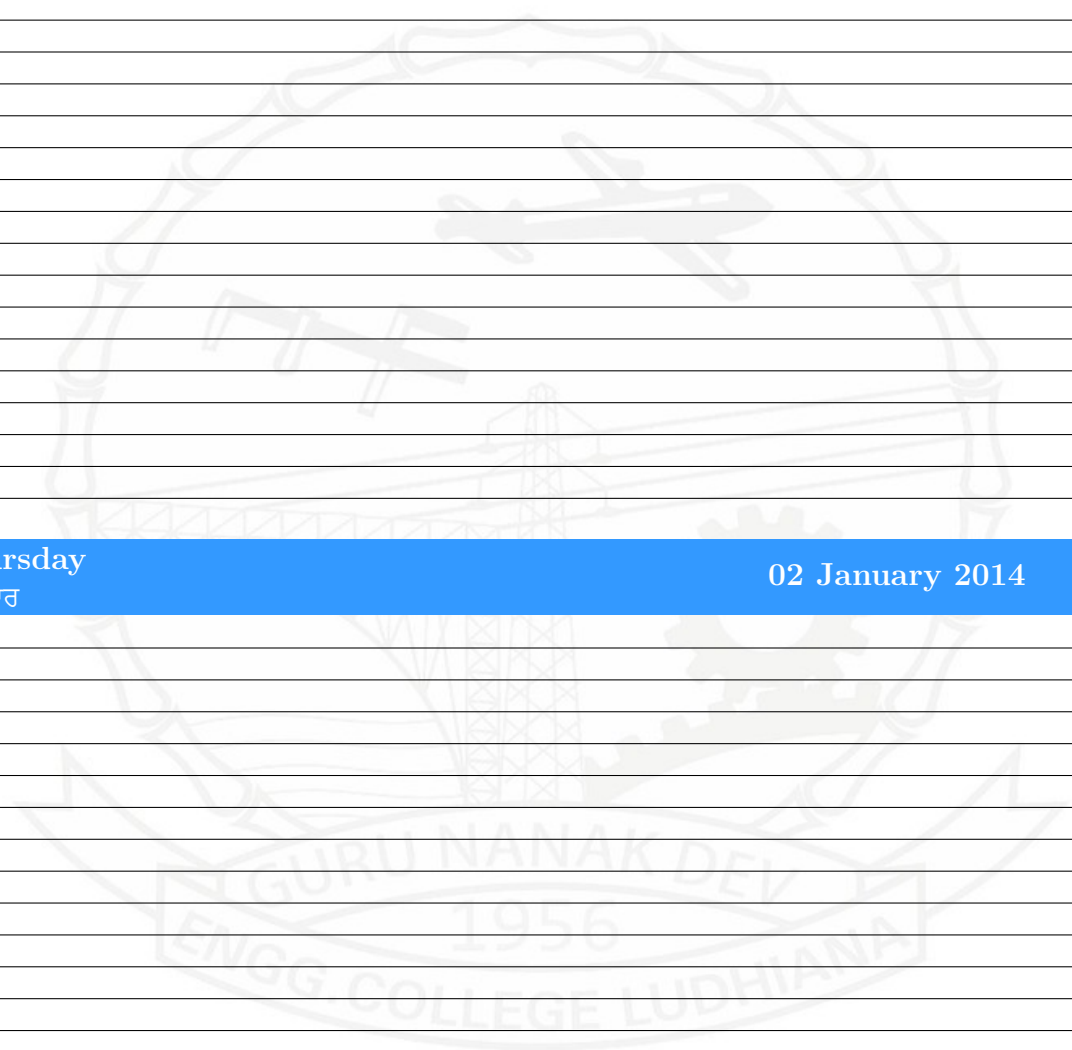 rsday
ਾਰ
02 January 2014
GURU NANAK DEV
1956
ENGG.COLLEGE LUDHIANA